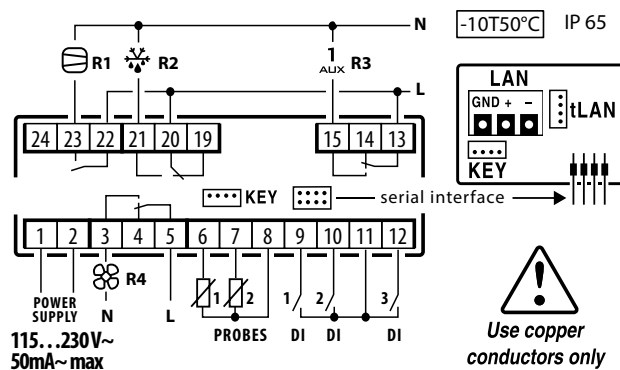 N
-10T50°C IP 65
R1 R2 1 AUX R3
L
24 23 22 21 20 19 15 14 13
LAN
GND + -
tLAN
KEY
KEY serial interface
1 2 3 4 5 6 7 8 9 10 11 12
R4 1 2 1 2 3
POWER SUPPLY N L PROBES DI DI DI
115...230 V~
50mA~ max
Use copper
conductors only